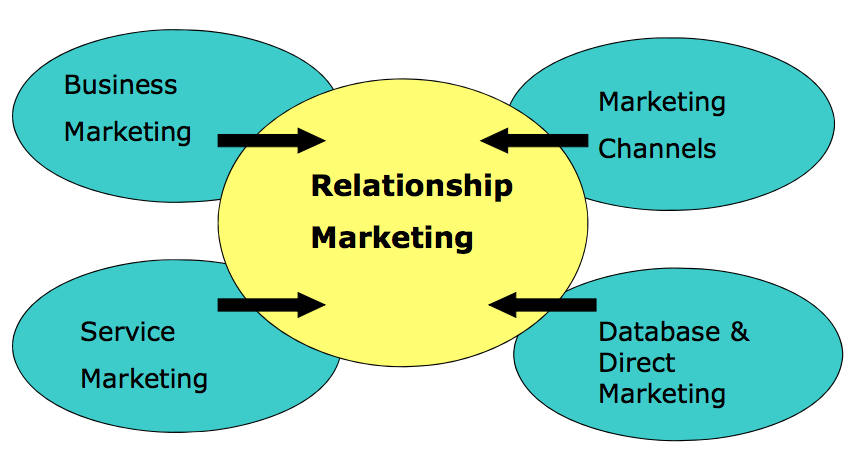 Business
Marketing
Marketing
Channels
Relationship
Marketing
Service
Marketing
Database &
Direct
Marketing